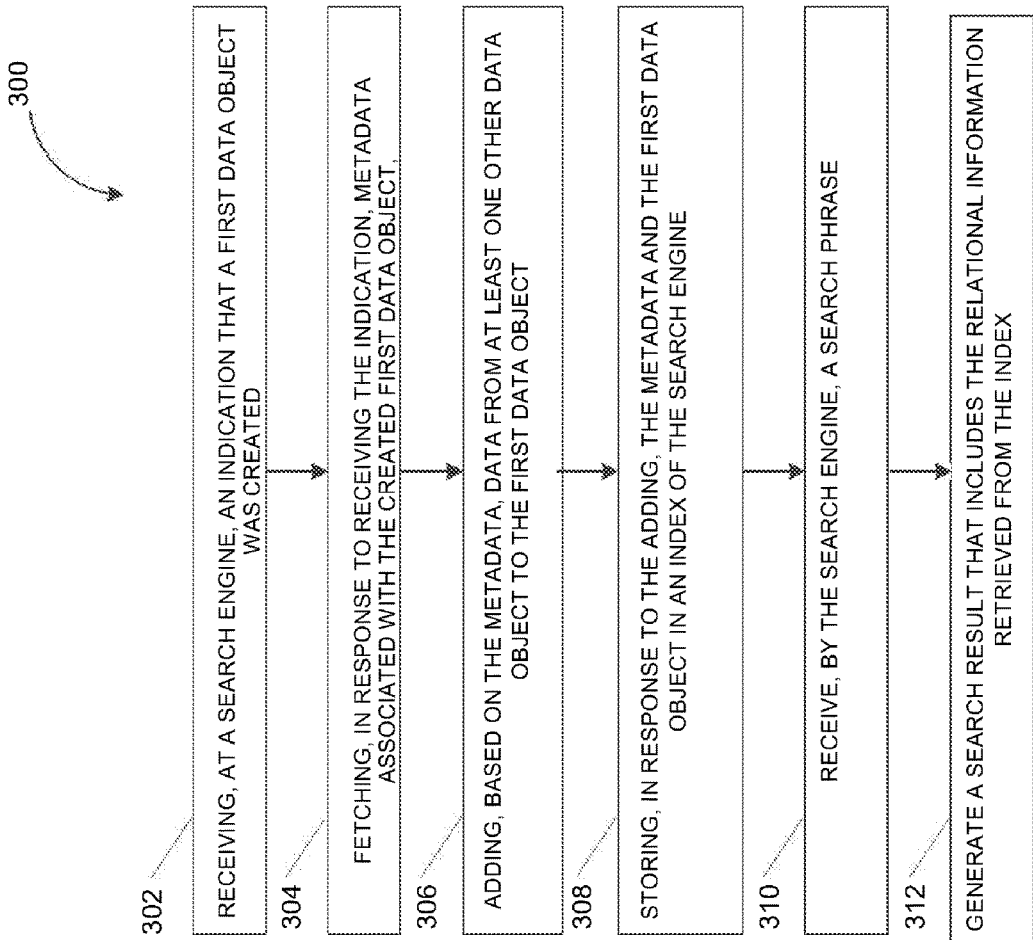 300
302
RECEIVING, AT A SEARCH ENGINE, AN INDICATION THAT A FIRST DATA OBJECT
WAS CREATED
304
FETCHING, IN RESPONSE TO RECEIVING THE INDICATION, METADATA
ASSOCIATED WITH THE CREATED FIRST DATA OBJECT,
306
ADDING, BASED ON THE METADATA, DATA FROM AT LEAST ONE OTHER DATA
OBJECT TO THE FIRST DATA OBJECT
308
STORING, IN RESPONSE TO THE ADDING, THE METADATA AND THE FIRST DATA
OBJECT IN AN INDEX OF THE SEARCH ENGINE
310
RECEIVE, BY THE SEARCH ENGINE, A SEARCH PHRASE
312
GENERATE A SEARCH RESULT THAT INCLUDES THE RELATIONAL INFORMATION
RETRIEVED FROM THE INDEX